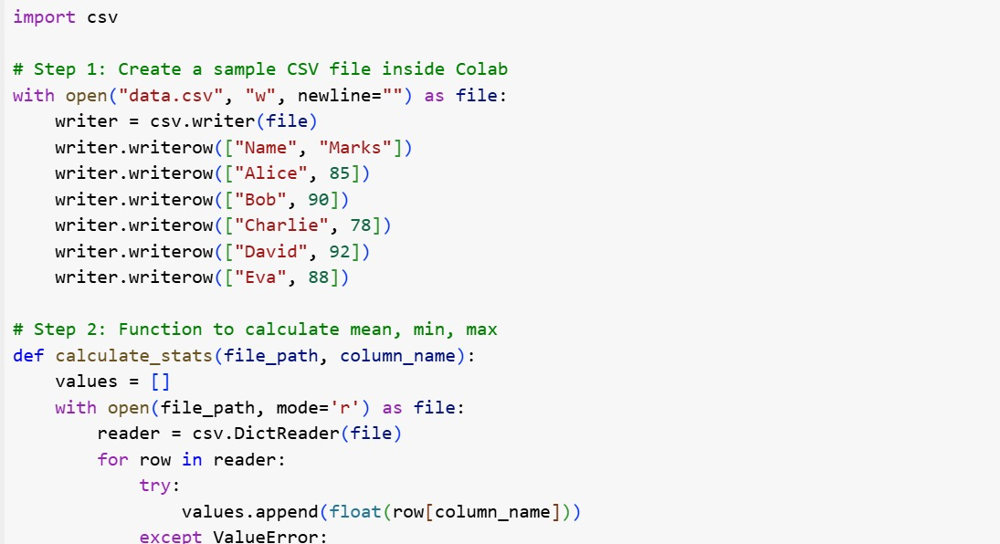 import csv

# Step 1: Create a sample CSV file inside Colab
with open("data.csv", "w", newline="") as file:
    writer = csv.writer(file)
    writer.writerow(["Name", "Marks"])
    writer.writerow(["Alice", 85])
    writer.writerow(["Bob", 90])
    writer.writerow(["Charlie", 78])
    writer.writerow(["David", 92])
    writer.writerow(["Eva", 88])

# Step 2: Function to calculate mean, min, max
def calculate_stats(file_path, column_name):
    values = []
    with open(file_path, mode='r') as file:
        reader = csv.DictReader(file)
        for row in reader:
            try:
                values.append(float(row[column_name]))
            except ValueError: